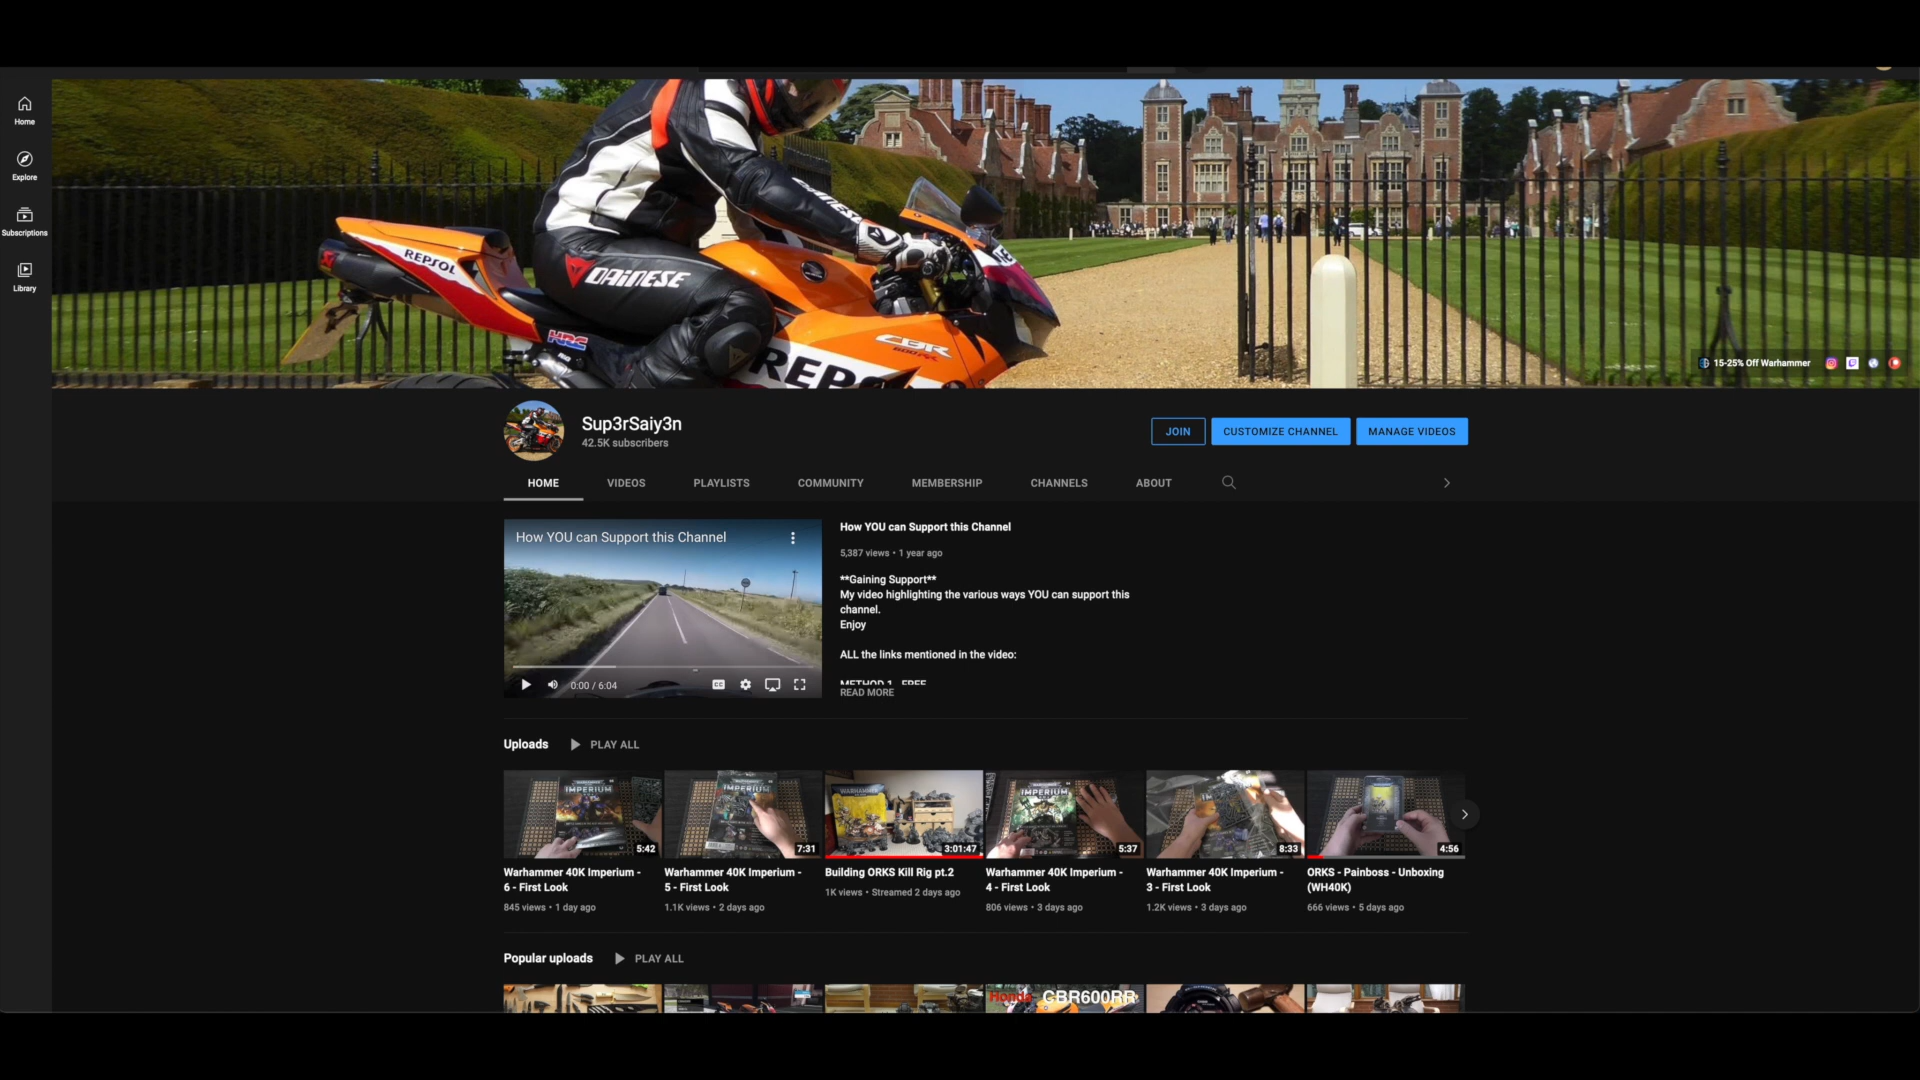 Home
Explore
Subscriptions
Library
REPSOL
DAINESE
DAINESE
HRC
CBR
600RR
15-25% Off Warhammer
Sup3rSaiy3n
42.5K subscribers
JOIN
CUSTOMIZE CHANNEL
MANAGE VIDEOS
HOME
VIDEOS
PLAYLISTS
COMMUNITY
MEMBERSHIP
CHANNELS
ABOUT
How YOU can Support this Channel
0:00 / 6:04
CC
How YOU can Support this Channel
5,387 views • 1 year ago
**Gaining Support**
My video highlighting the various ways YOU can support this
channel.
Enjoy
ALL the links mentioned in the video:
METHOD 1 - FREE
READ MORE
Uploads
PLAY ALL
IMPERIUM
5:42
IMPERIUM
7:31
WARHAMMER
3:01:47
IMPERIUM
5:37
8:33
4:56
Warhammer 40K Imperium -
6 - First Look
845 views • 1 day ago
Warhammer 40K Imperium -
5 - First Look
1.1K views • 2 days ago
Building ORKS Kill Rig pt.2
1K views • Streamed 2 days ago
Warhammer 40K Imperium -
4 - First Look
806 views • 3 days ago
Warhammer 40K Imperium -
3 - First Look
1.2K views • 3 days ago
ORKS - Painboss - Unboxing
(WH40K)
666 views • 5 days ago
Popular uploads
PLAY ALL
Honda CBR600RR